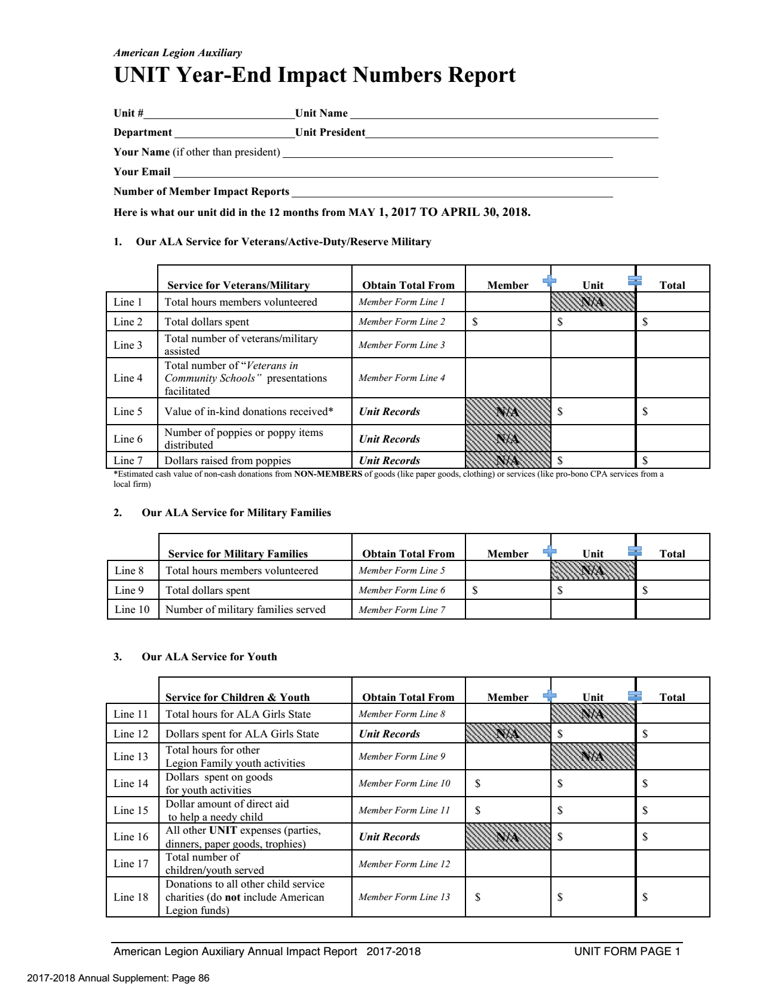 American Legion Auxiliary
UNIT Year-End Impact Numbers Report
Unit # Unit Name
Department Unit President
Your Name (if other than president)
Your Email
Number of Member Impact Reports
Here is what our unit did in the 12 months from MAY 1, 2017 TO APRIL 30, 2018.
1. Our ALA Service for Veterans/Active-Duty/Reserve Military
Service for Veterans/Military Obtain Total From Member Unit Total
Line 1 Total hours members volunteered Member Form Line 1 N/A
Line 2 Total dollars spent Member Form Line 2 $ $ $
Line 3 Total number of veterans/military
assisted Member Form Line 3
Line 4 Total number of “Veterans in
Community Schools” presentations
facilitated Member Form Line 4
Line 5 Value of in-kind donations received* Unit Records N/A $ $
Line 6 Number of poppies or poppy items
distributed Unit Records N/A
Line 7 Dollars raised from poppies Unit Records N/A $ $
*Estimated cash value of non-cash donations from NON-MEMBERS of goods (like paper goods, clothing) or services (like pro-bono CPA services from a
local firm)
2. Our ALA Service for Military Families
Service for Military Families Obtain Total From Member Unit Total
Line 8 Total hours members volunteered Member Form Line 5 N/A
Line 9 Total dollars spent Member Form Line 6 $ $ $
Line 10 Number of military families served Member Form Line 7
3. Our ALA Service for Youth
Service for Children & Youth Obtain Total From Member Unit Total
Line 11 Total hours for ALA Girls State Member Form Line 8 N/A
Line 12 Dollars spent for ALA Girls State Unit Records N/A $ $
Line 13 Total hours for other
Legion Family youth activities Member Form Line 9 N/A
Line 14 Dollars spent on goods
for youth activities Member Form Line 10 $ $ $
Line 15 Dollar amount of direct aid
to help a needy child Member Form Line 11 $ $ $
Line 16 All other UNIT expenses (parties,
dinners, paper goods, trophies) Unit Records N/A $ $
Line 17 Total number of
children/youth served Member Form Line 12
Line 18 Donations to all other child service
charities (do not include American
Legion funds) Member Form Line 13 $ $ $
American Legion Auxiliary Annual Impact Report 2017-2018 UNIT FORM PAGE 1
2017-2018 Annual Supplement: Page 86